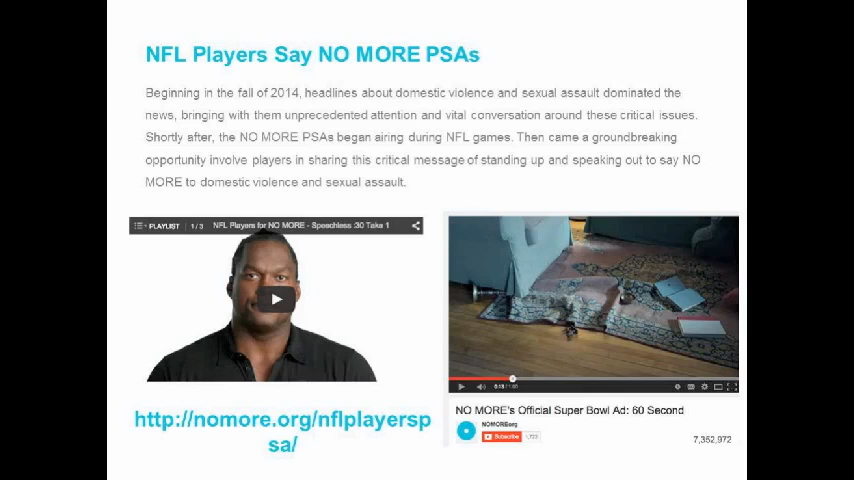 NFL Players Say NO MORE PSAs
Beginning in the fall of 2014, headlines about domestic violence and sexual assault dominated the
news, bringing with them unprecedented attention and vital conversation around these critical issues.
Shortly after, the NO MORE PSAs began airing during NFL games. Then came a groundbreaking
opportunity involve players in sharing this critical message of standing up and speaking out to say NO
MORE to domestic violence and sexual assault.
PLAYLIST 1/3 NFL Players for NO MORE - Speechless :30 Take 1
http://nomore.org/nflplayersp
sa/
NO MORE's Official Super Bowl Ad: 60 Second
NOMOREorg
Subscribe
7,352,972